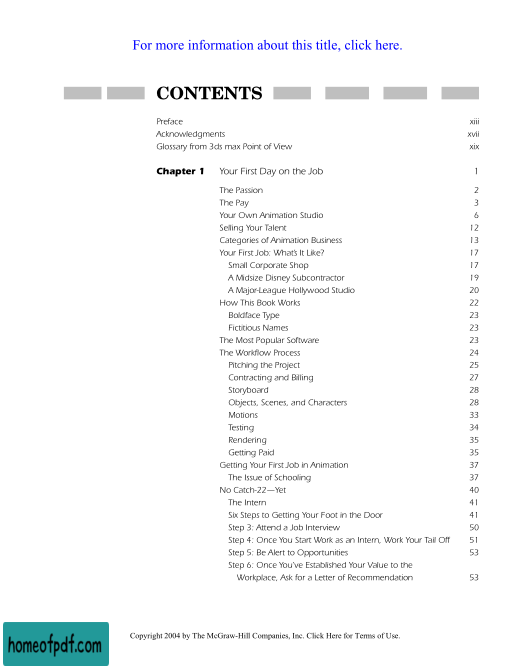 For more information about this title, click here.
CONTENTS
Preface xiii
Acknowledgments xvii
Glossary from 3ds max Point of View xix
Chapter 1 Your First Day on the Job 1
The Passion 2
The Pay 3
Your Own Animation Studio 6
Selling Your Talent 12
Categories of Animation Business 13
Your First Job: What's It Like? 17
Small Corporate Shop 17
A Midsize Disney Subcontractor 19
A Major-League Hollywood Studio 20
How This Book Works 22
Boldface Type 23
Fictitious Names 23
The Most Popular Software 23
The Workflow Process 24
Pitching the Project 25
Contracting and Billing 27
Storyboard 28
Objects, Scenes, and Characters 28
Motions 33
Testing 34
Rendering 35
Getting Paid 35
Getting Your First Job in Animation 37
The Issue of Schooling 37
No Catch-22—Yet 40
The Intern 41
Six Steps to Getting Your Foot in the Door 41
Step 3: Attend a Job Interview 50
Step 4: Once You Start Work as an Intern, Work Your Tail Off 51
Step 5: Be Alert to Opportunities 53
Step 6: Once You've Established Your Value to the
Workplace, Ask for a Letter of Recommendation 53
Copyright 2004 by The McGraw-Hill Companies, Inc. Click Here for Terms of Use.
homeofpdf.com